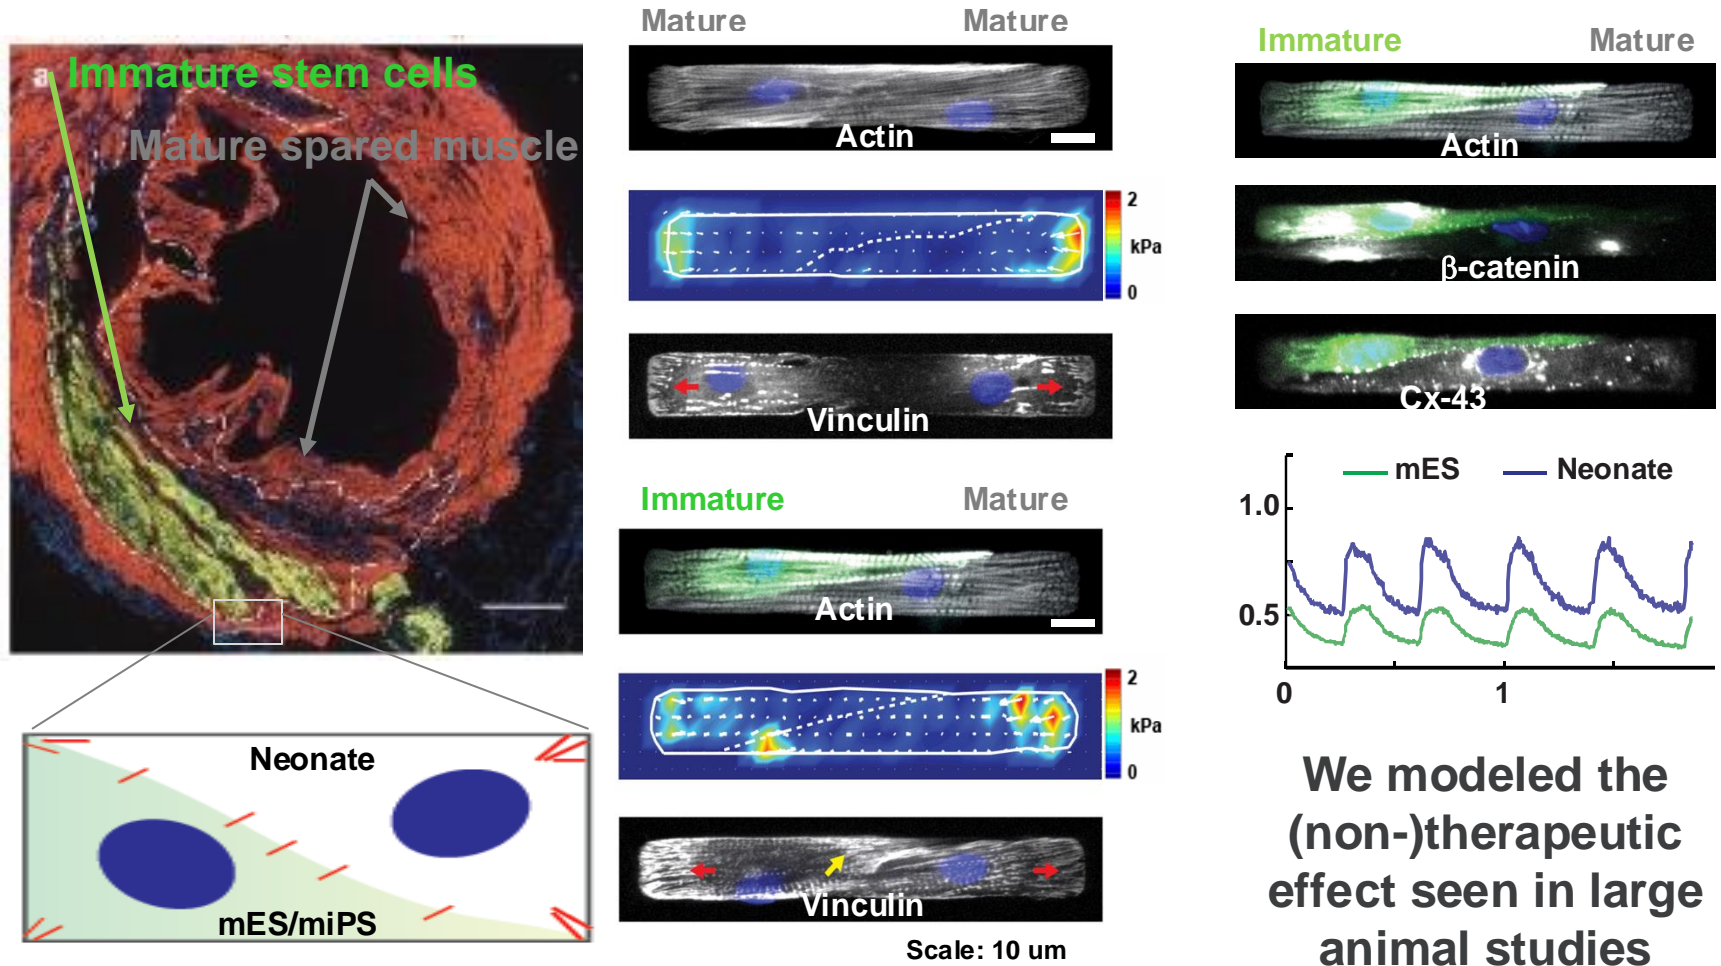 a
Immature stem cells
Mature spared muscle
Neonate
mES/miPS
Mature Mature
Actin
2
kPa
0
Vinculin
Immature Mature
Actin
2
kPa
0
Vinculin
Scale: 10 um
Immature Mature
Actin
β-catenin
Cx-43
mES Neonate
1.0
0.5
0 1
We modeled the
(non-)therapeutic
effect seen in large
animal studies